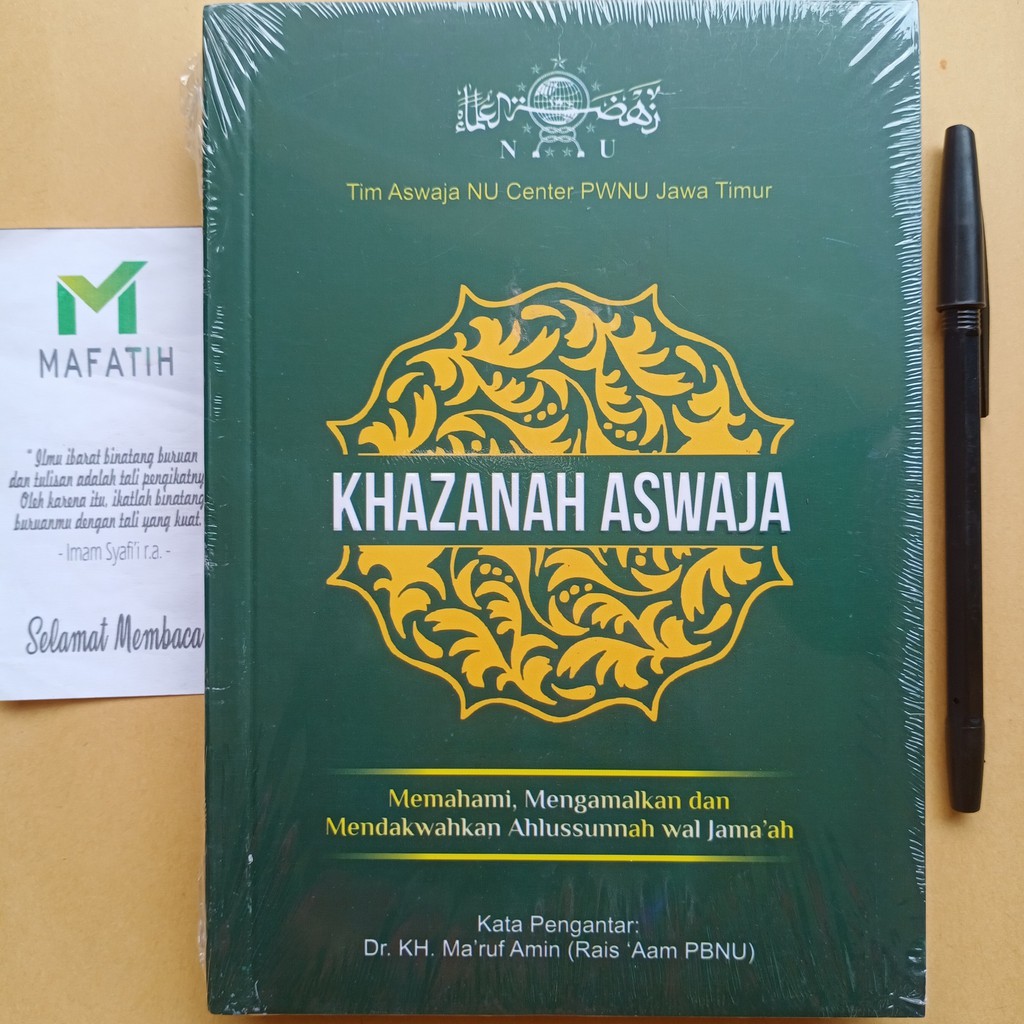 نهضة العلماء
N U
Tim Aswaja NU Center PWNU Jawa Timur
KHAZANAH ASWAJA
Memahami, Mengamalkan dan
Mendakwahkan Ahlussunnah wal Jama'ah
Kata Pengantar:
Dr. KH. Ma'ruf Amin (Rais 'Aam PBNU)
MAFATIH
" Ilmu ibarat binatang buruan
dan tulisan adalah tali pengikatny
Oleh karena itu, ikatlah binatang
buruanmu dengan tali yang kuat.
- Imam Syafi'i r.a. -
Selamat Membaca